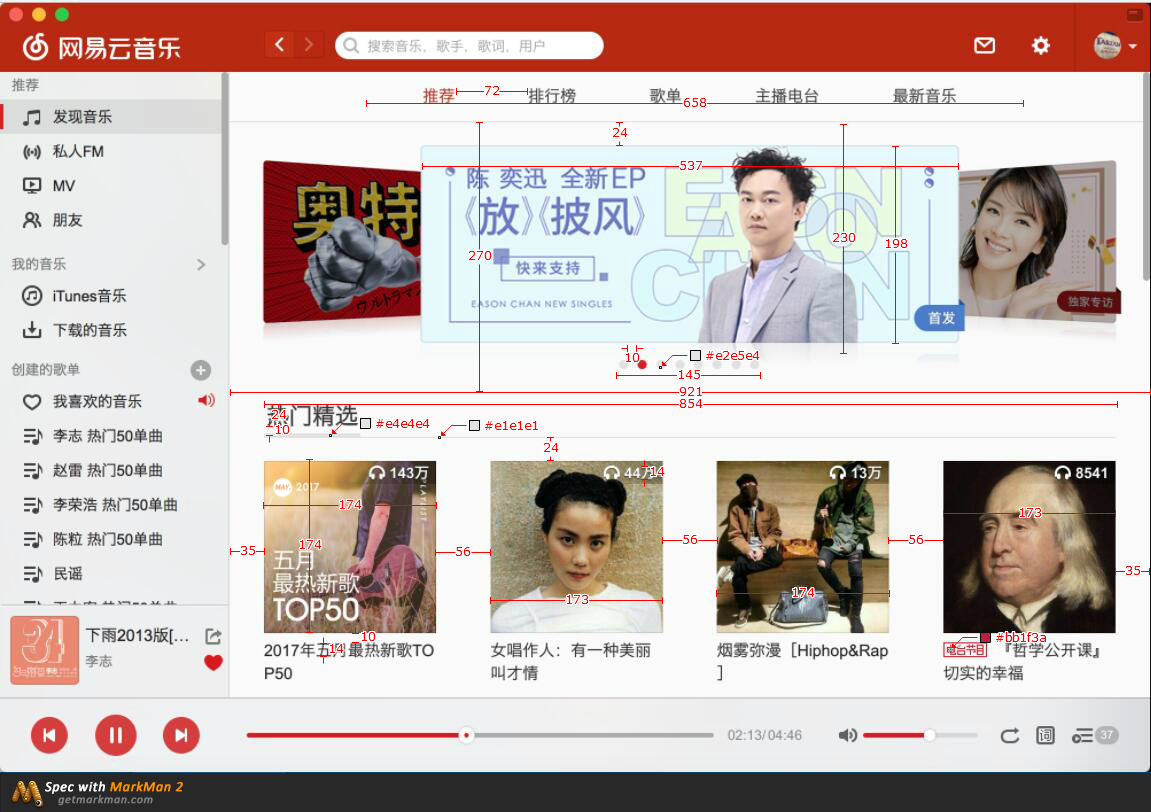 网易云音乐
搜索音乐、歌手、歌词、用户
推荐
发现音乐
私人FM
MV
朋友
我的音乐
iTunes音乐
下载的音乐
创建的歌单
我喜欢的音乐
李志 热门50单曲
赵雷 热门50单曲
李荣浩 热门50单曲
陈粒 热门50单曲
民谣
下雨2013版[...
李志
推荐 72 排行榜 歌单 主播电台 最新音乐
658
24
537
奥特
ウルトラマン
陈 奕迅 全新EP
《放》《披风》
快来支持
EASON CHAN NEW SINGLES
EASON
CHAN
270
230
198
首发
独家专访
10
#e2e5e4
145
921
854
热门精选
24
10
#e4e4e4
#e1e1e1
24
143万
MAY. 2017
PLAYLIST
174
174
五月
最热新歌
TOP50
35
56
44万
14
173
56
13万
174
56
8541
173
35
10
14
2017年五月最热新歌TO
P50
女唱作人：有一种美丽
叫才情
烟雾弥漫［Hiphop&Rap
］
#bb1f3a
电台节目 『哲学公开课』
切实的幸福
02:13/04:46
词
37
Spec with MarkMan 2
getmarkman.com